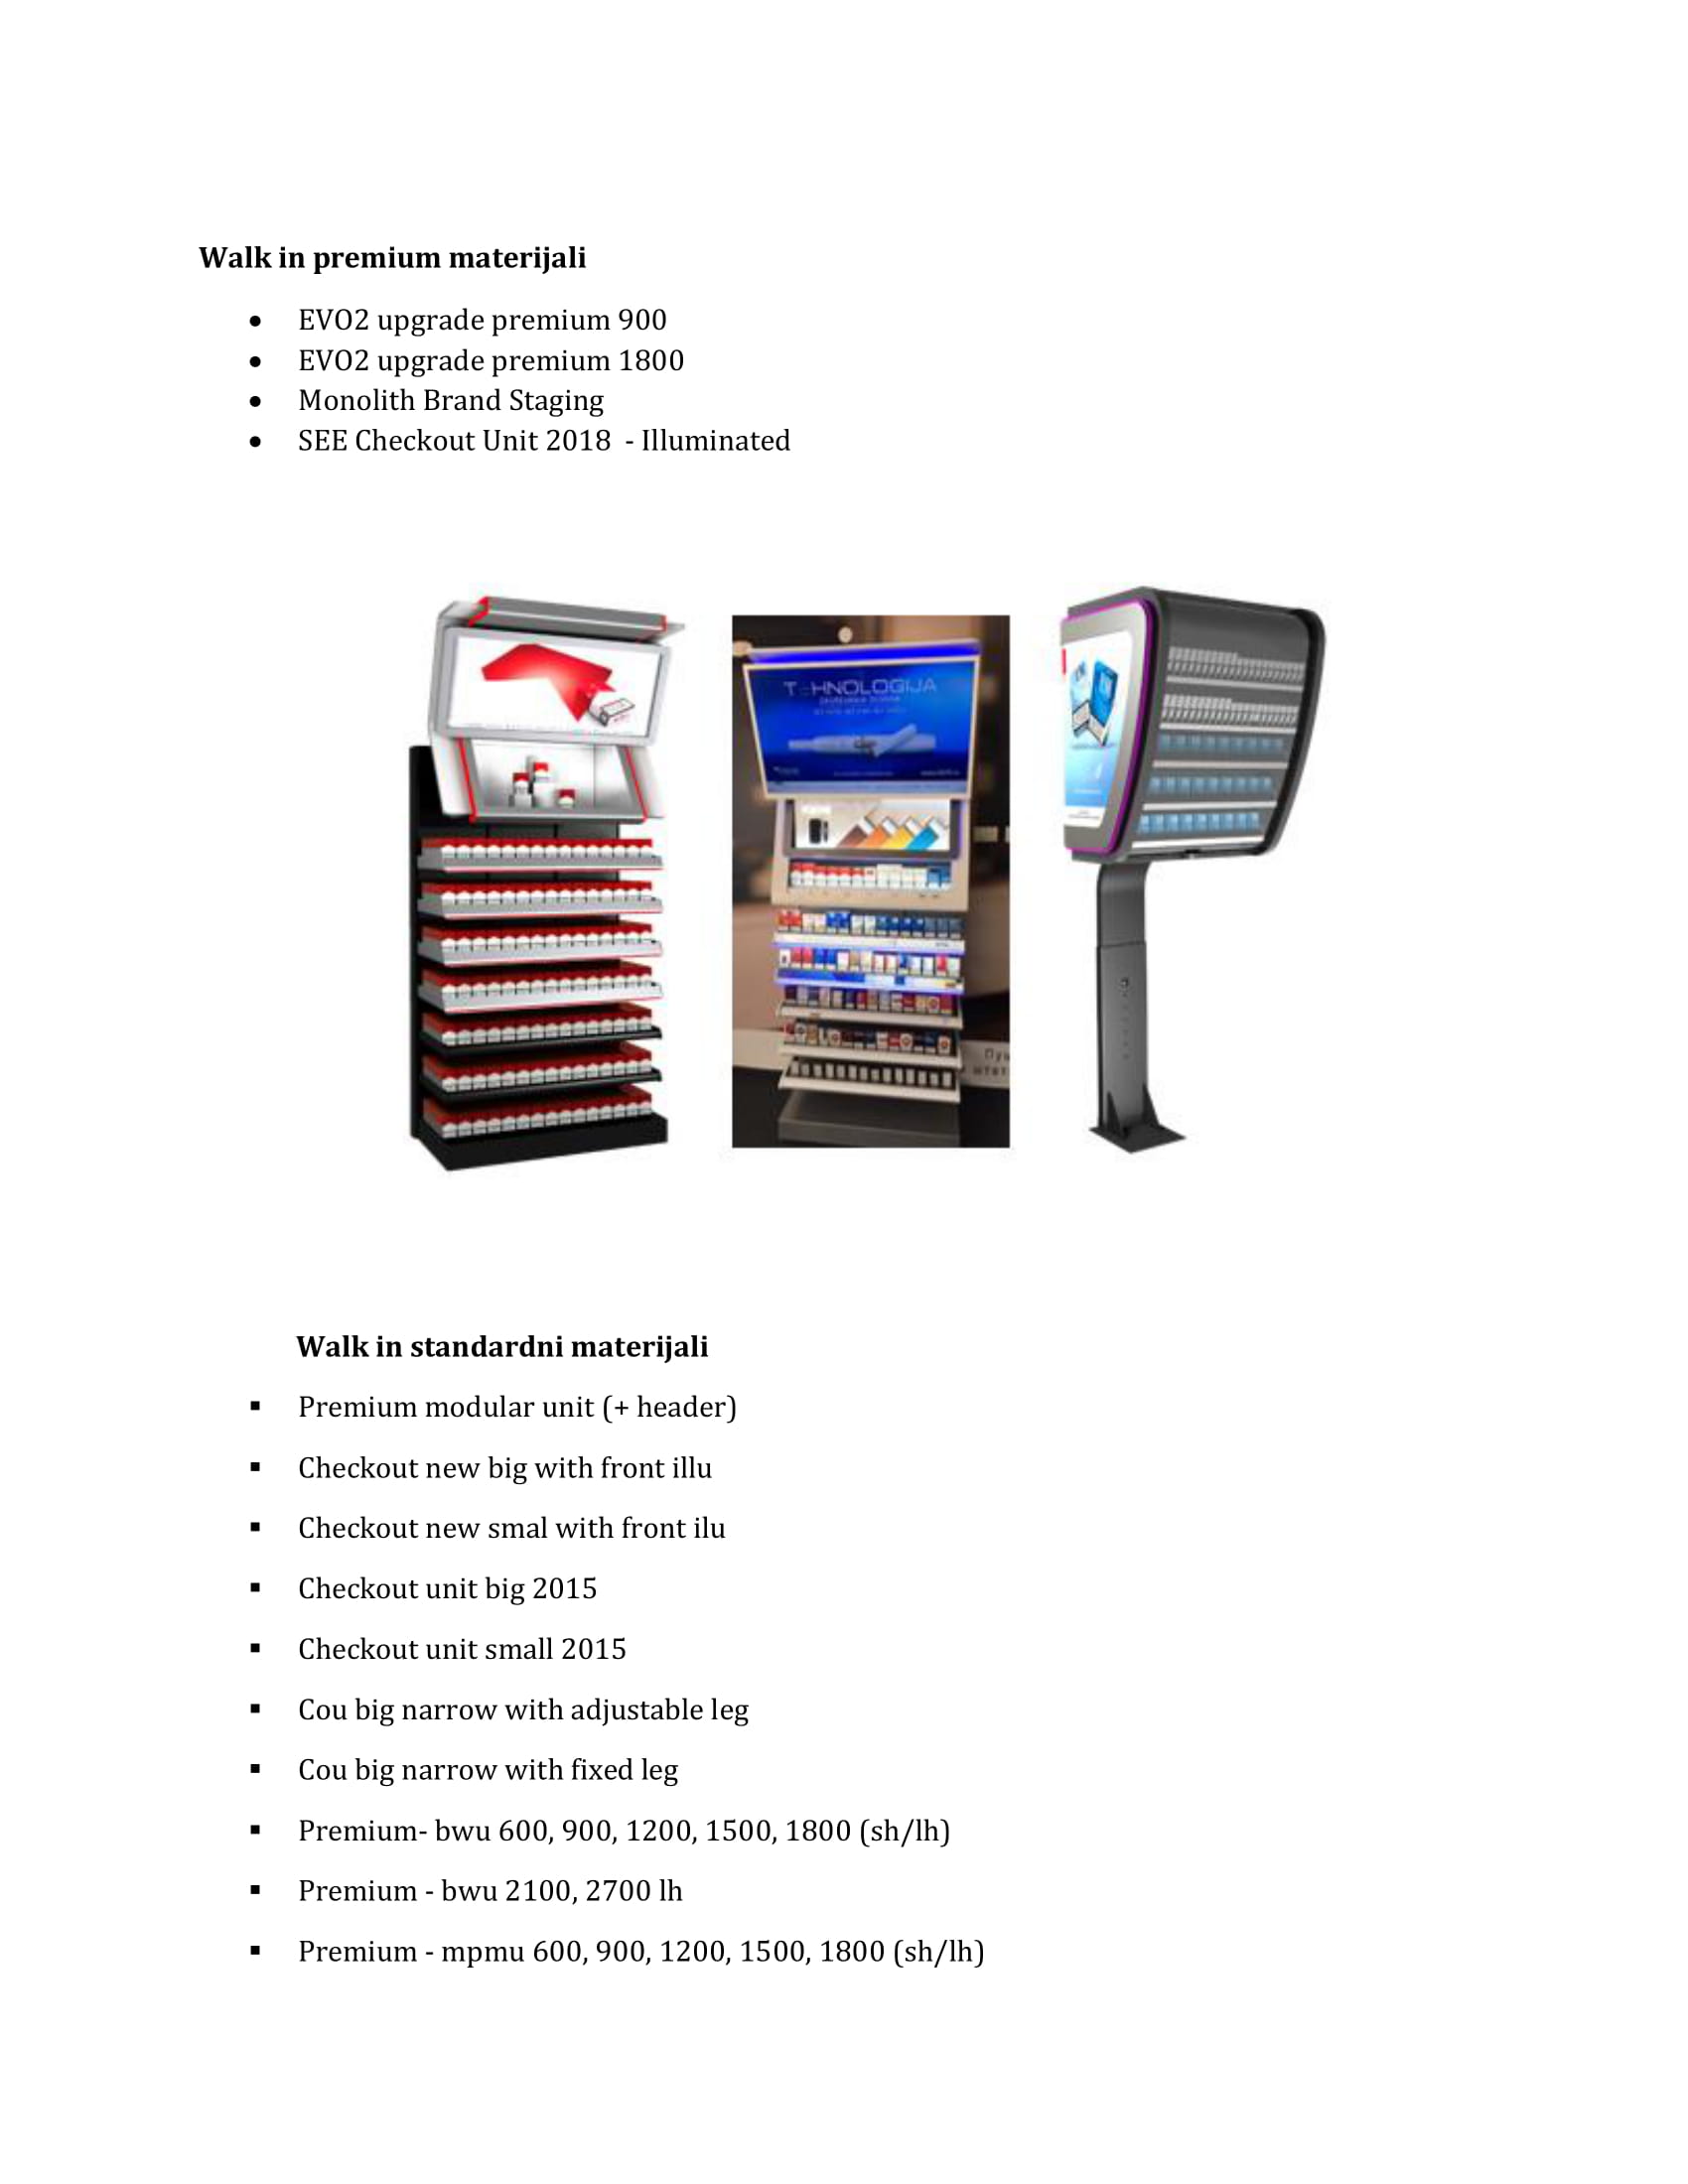 Walk in premium materijali
• EVO2 upgrade premium 900
• EVO2 upgrade premium 1800
• Monolith Brand Staging
• SEE Checkout Unit 2018  - Illuminated
T HNOLOGIJA
Walk in standardni materijali
▪ Premium modular unit (+ header)
▪ Checkout new big with front illu
▪ Checkout new smal with front ilu
▪ Checkout unit big 2015
▪ Checkout unit small 2015
▪ Cou big narrow with adjustable leg
▪ Cou big narrow with fixed leg
▪ Premium- bwu 600, 900, 1200, 1500, 1800 (sh/lh)
▪ Premium - bwu 2100, 2700 lh
▪ Premium - mpmu 600, 900, 1200, 1500, 1800 (sh/lh)